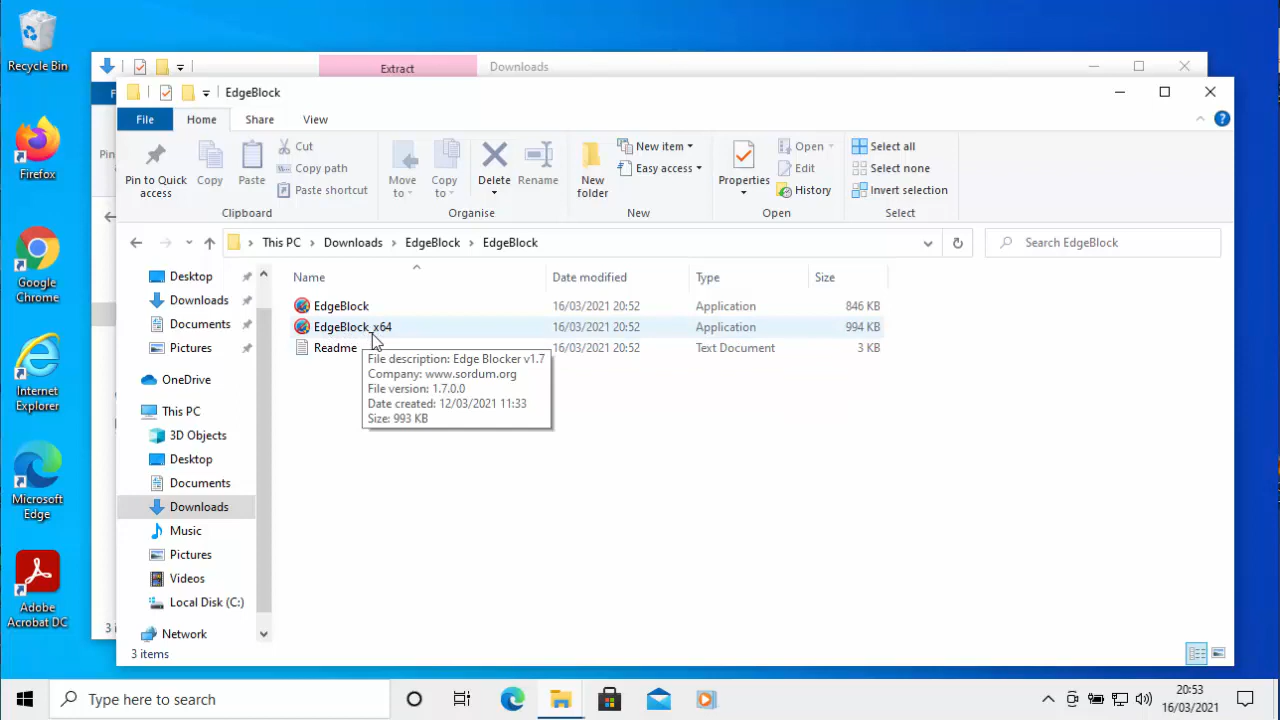 Recycle Bin
Firefox
Google
Chrome
Internet
Explorer
Microsoft
Edge
Adobe
Acrobat DC
Extract
Downloads
EdgeBlock
File
Home
Share
View
Pin to Quick
access
Copy
Paste
Cut
Copy path
Paste shortcut
Clipboard
Move
to
Copy
to
Delete
Rename
Organise
New
folder
New item
Easy access
New
Properties
Open
Edit
History
Open
Select all
Select none
Invert selection
Select
This PC
Downloads
EdgeBlock
EdgeBlock
Search EdgeBlock
Desktop
Downloads
Documents
Pictures
OneDrive
This PC
3D Objects
Desktop
Documents
Downloads
Music
Pictures
Videos
Local Disk (C:)
Network
Name
Date modified
Type
Size
EdgeBlock
16/03/2021 20:52
Application
846 KB
EdgeBlock_x64
16/03/2021 20:52
Application
994 KB
Readme
16/03/2021 20:52
Text Document
3 KB
File description: Edge Blocker v1.7
Company: www.sordum.org
File version: 1.7.0.0
Date created: 12/03/2021 11:33
Size: 993 KB
3 items
Type here to search
20:53
16/03/2021